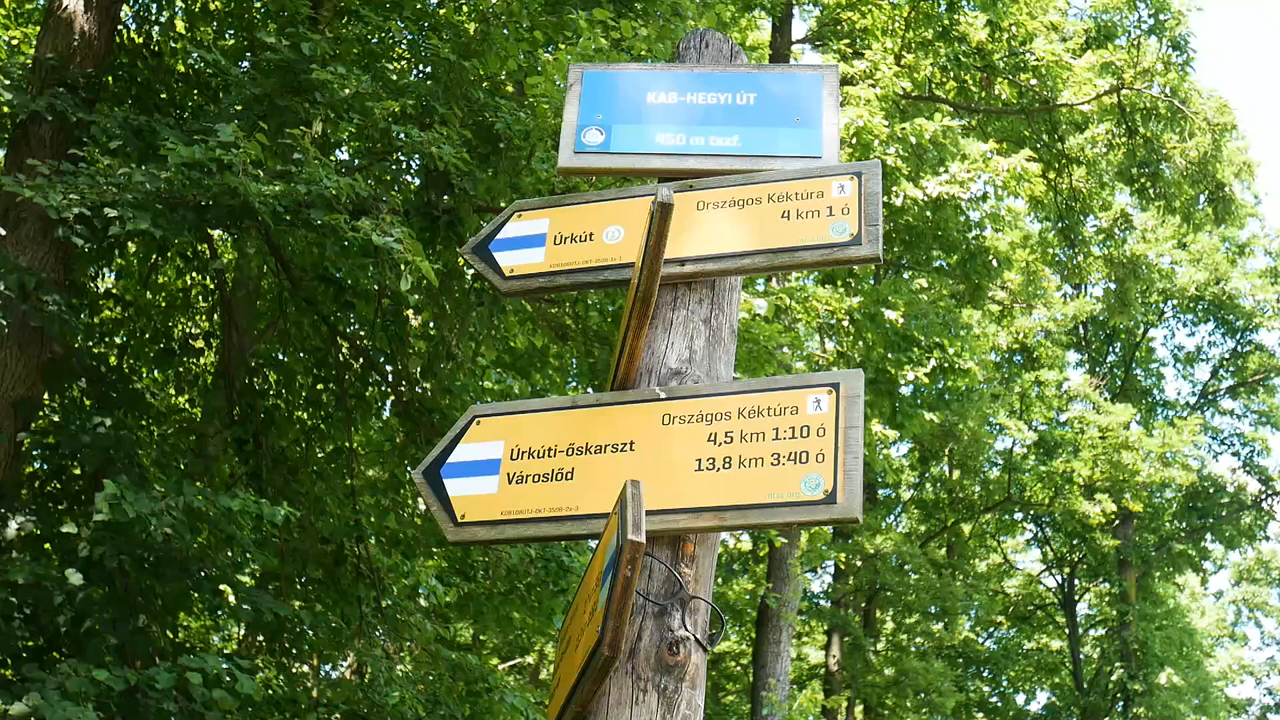 KAB-HEGYI ÚT
450 m tszf.
Országos Kéktúra
Úrkút
4 km 1 ó
Országos Kéktúra
Úrkúti-őskarszt
4,5 km 1:10 ó
Városlőd
13,8 km 3:40 ó